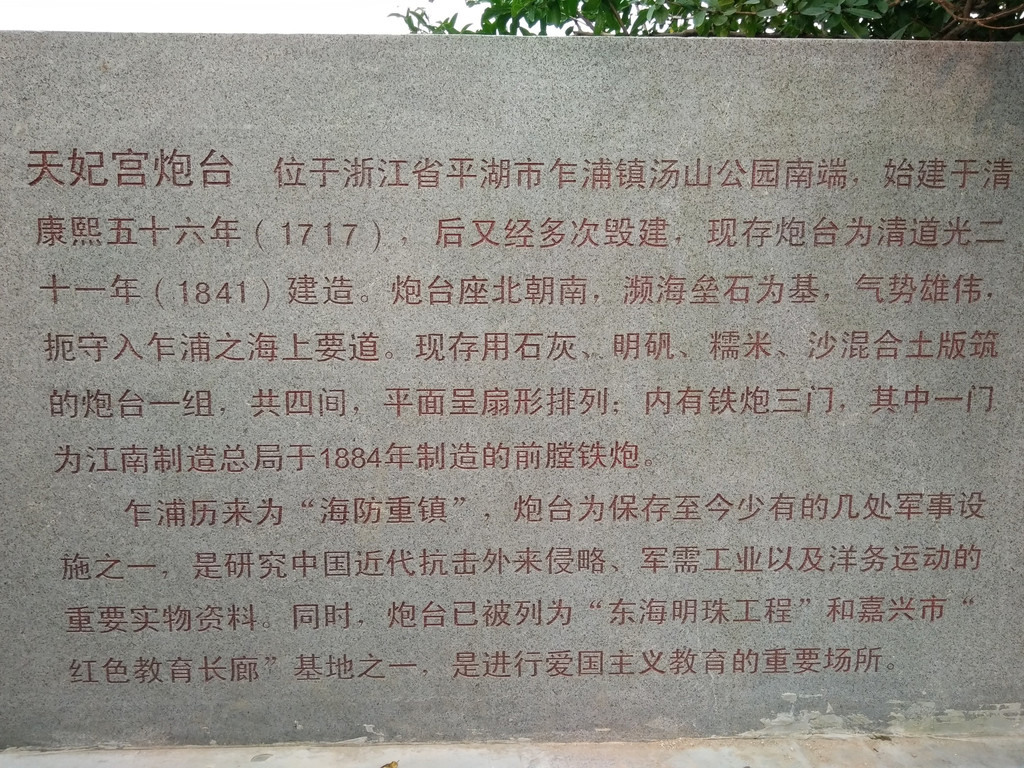 天妃宫炮台 位于浙江省平湖市乍浦镇汤山公园南端，始建于清
康熙五十六年（1717），后又经多次毁建，现存炮台为清道光二
十一年（1841）建造。炮台座北朝南，濒海垒石为基，气势雄伟，
扼守入乍浦之海上要道。现存用石灰、明矾、糯米、沙混合土版筑
的炮台一组，共四间，平面呈扇形排列；内有铁炮三门，其中一门
为江南制造总局于1884年制造的前膛铁炮。
乍浦历来为“海防重镇”，炮台为保存至今少有的几处军事设
施之一，是研究中国近代抗击外来侵略、军需工业以及洋务运动的
重要实物资料。同时，炮台已被列为“东海明珠工程”和嘉兴市“
红色教育长廊”基地之一，是进行爱国主义教育的重要场所。